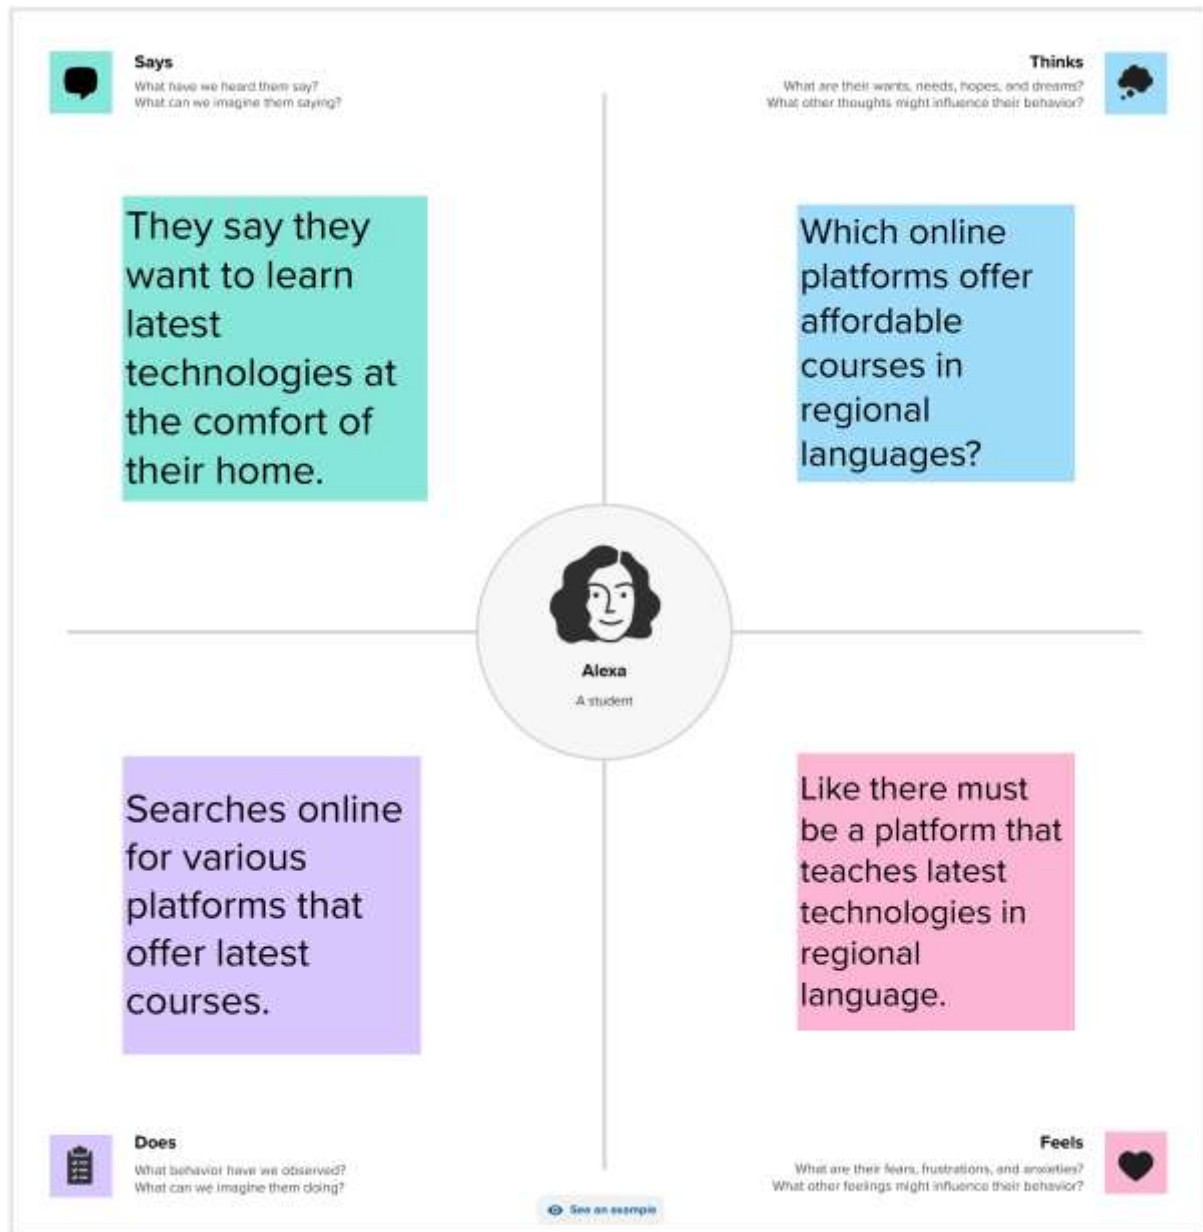 Says
What have we heard them say?
What can we imagine them saying?
Thinks
What are their wants, needs, hopes, and dreams?
What other thoughts might influence their behavior?
They say they
want to learn
latest
technologies at
the comfort of
their home.
Which online
platforms offer
affordable
courses in
regional
languages?
Alexa
A student
Searches online
for various
platforms that
offer latest
courses.
Like there must
be a platform that
teaches latest
technologies in
regional
language.
Does
What behavior have we observed?
What can we imagine them doing?
Feels
What are their fears, frustrations, and anxieties?
What other feelings might influence their behavior?
See an example